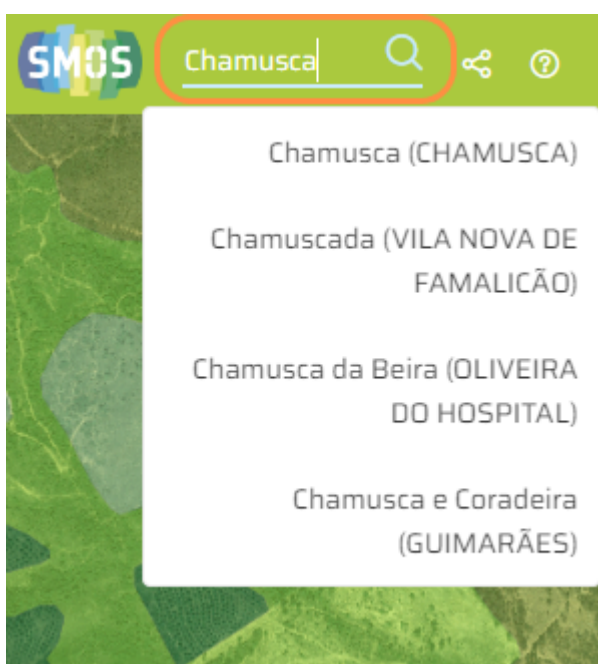 SMOS
Chamusca
Chamusca (CHAMUSCA)
Chamuscada (VILA NOVA DE
FAMALICÃO)
Chamusca da Beira (OLIVEIRA
DO HOSPITAL)
Chamusca e Coradeira
(GUIMARÃES)